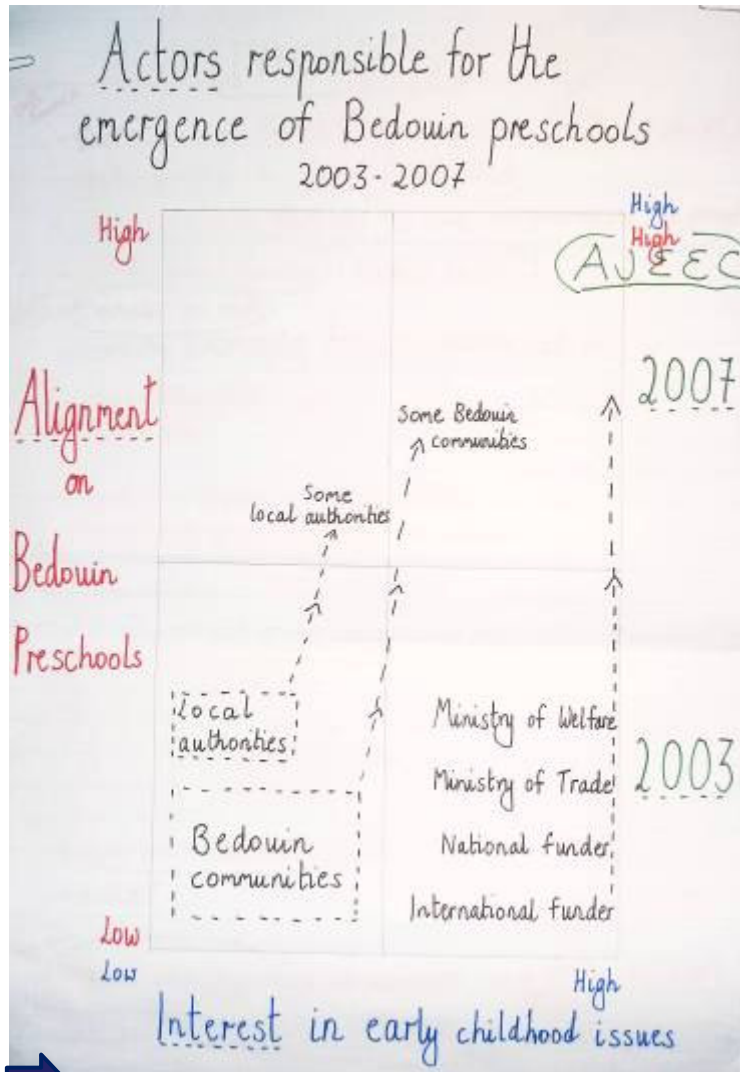 Actors responsible for the
emergence of Bedouin preschools
2003-2007
High
High
High
AJEEC
2007
Alignment
on
Bedouin
Preschools
Some Bedouin
communities
Some
local authorities
Local
authorities
Bedouin
communities
Ministry of Welfare
Ministry of Trade
National funder
International funder
2003
Low
Low
High
Interest in early childhood issues